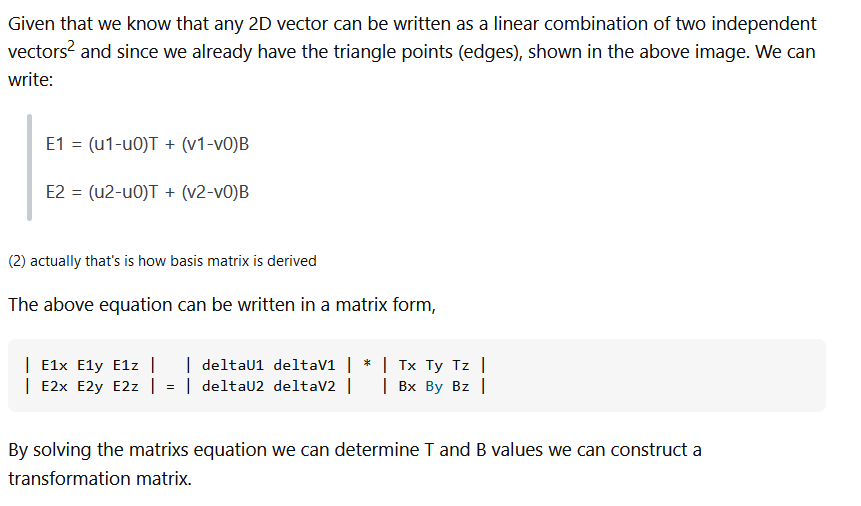 Given that we know that any 2D vector can be written as a linear combination of two independent
vectors² and since we already have the triangle points (edges), shown in the above image. We can
write:
E1 = (u1-u0)T + (v1-v0)B
E2 = (u2-u0)T + (v2-v0)B
(2) actually that's is how basis matrix is derived
The above equation can be written in a matrix form,
| E1x E1y E1z |   | deltaU1 deltaV1 | * | Tx Ty Tz |
| E2x E2y E2z | = | deltaU2 deltaV2 |   | Bx By Bz |
By solving the matrixs equation we can determine T and B values we can construct a
transformation matrix.